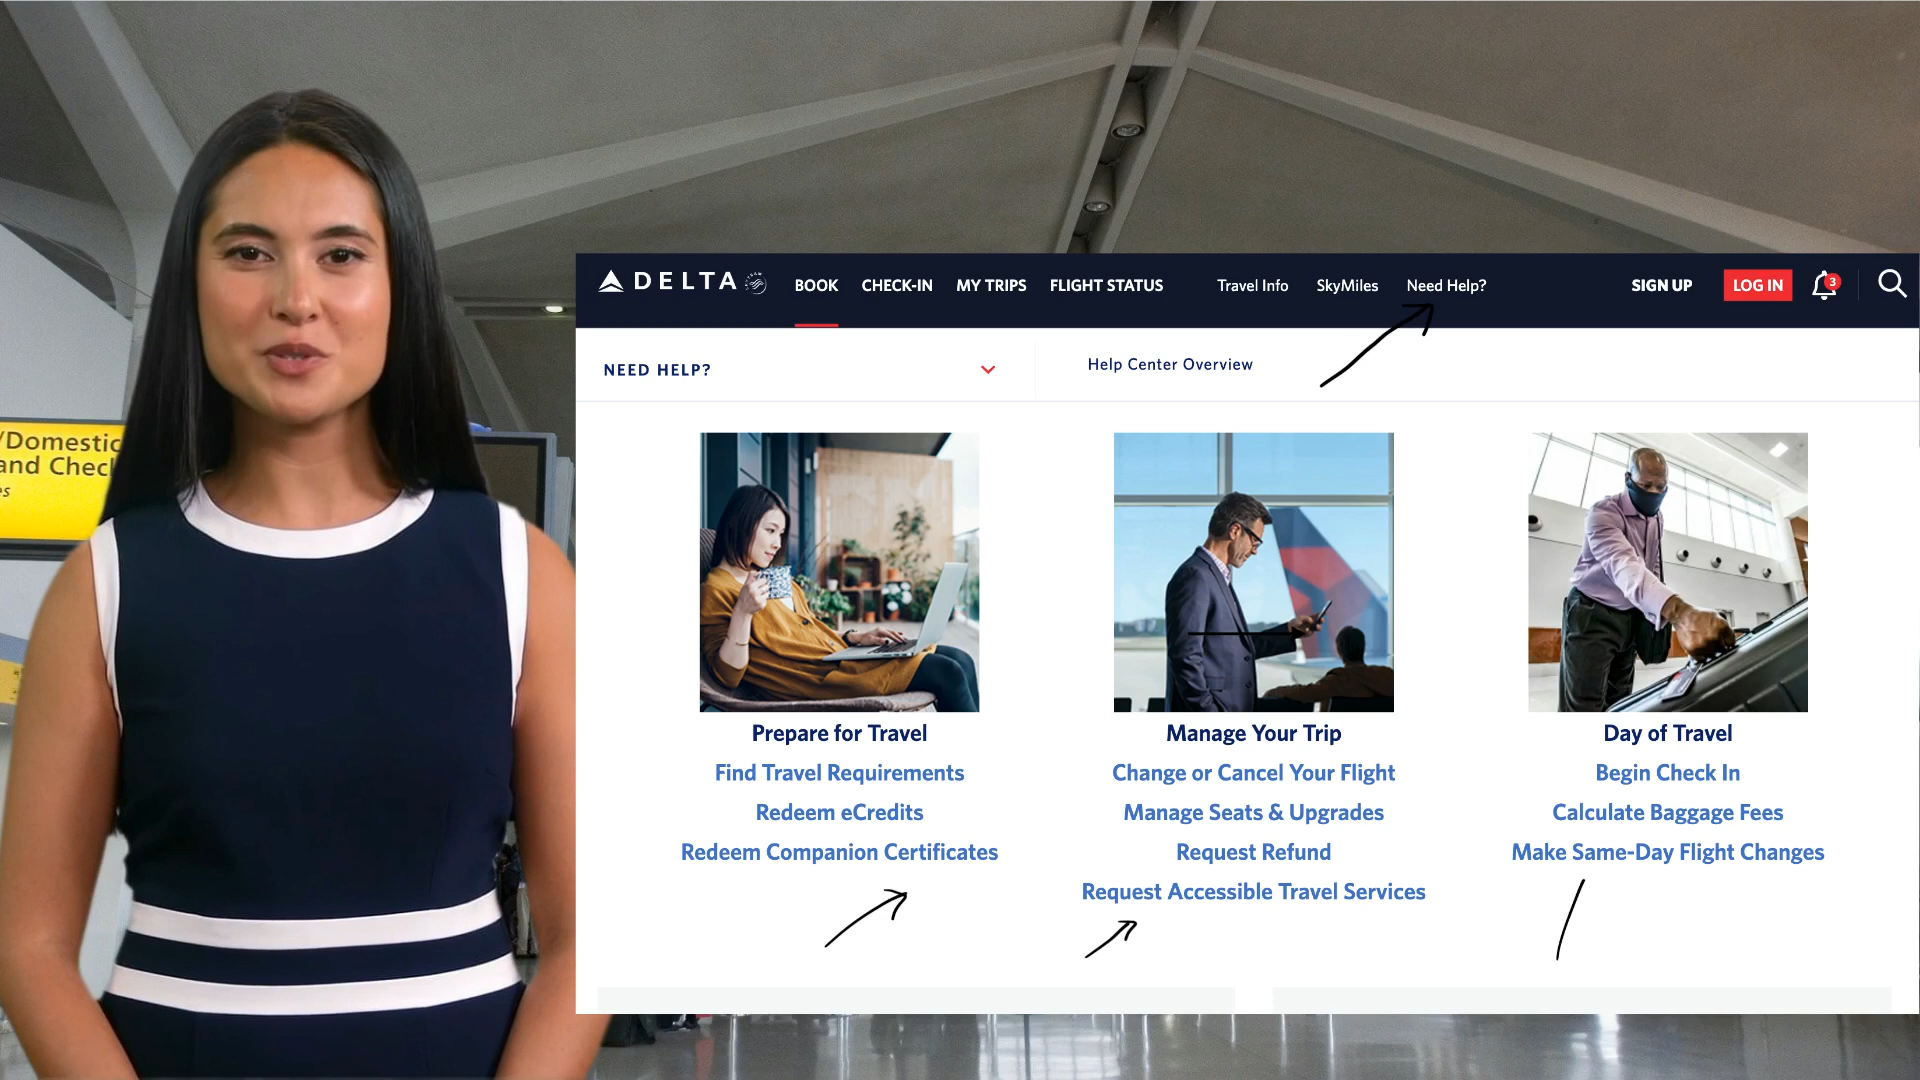 /Domestic
and Check
es
DELTA
BOOK CHECK-IN MY TRIPS FLIGHT STATUS Travel Info SkyMiles Need Help? SIGN UP LOG IN 3
NEED HELP? Help Center Overview
Prepare for Travel
Find Travel Requirements
Redeem eCredits
Redeem Companion Certificates
Manage Your Trip
Change or Cancel Your Flight
Manage Seats & Upgrades
Request Refund
Request Accessible Travel Services
Day of Travel
Begin Check In
Calculate Baggage Fees
Make Same-Day Flight Changes